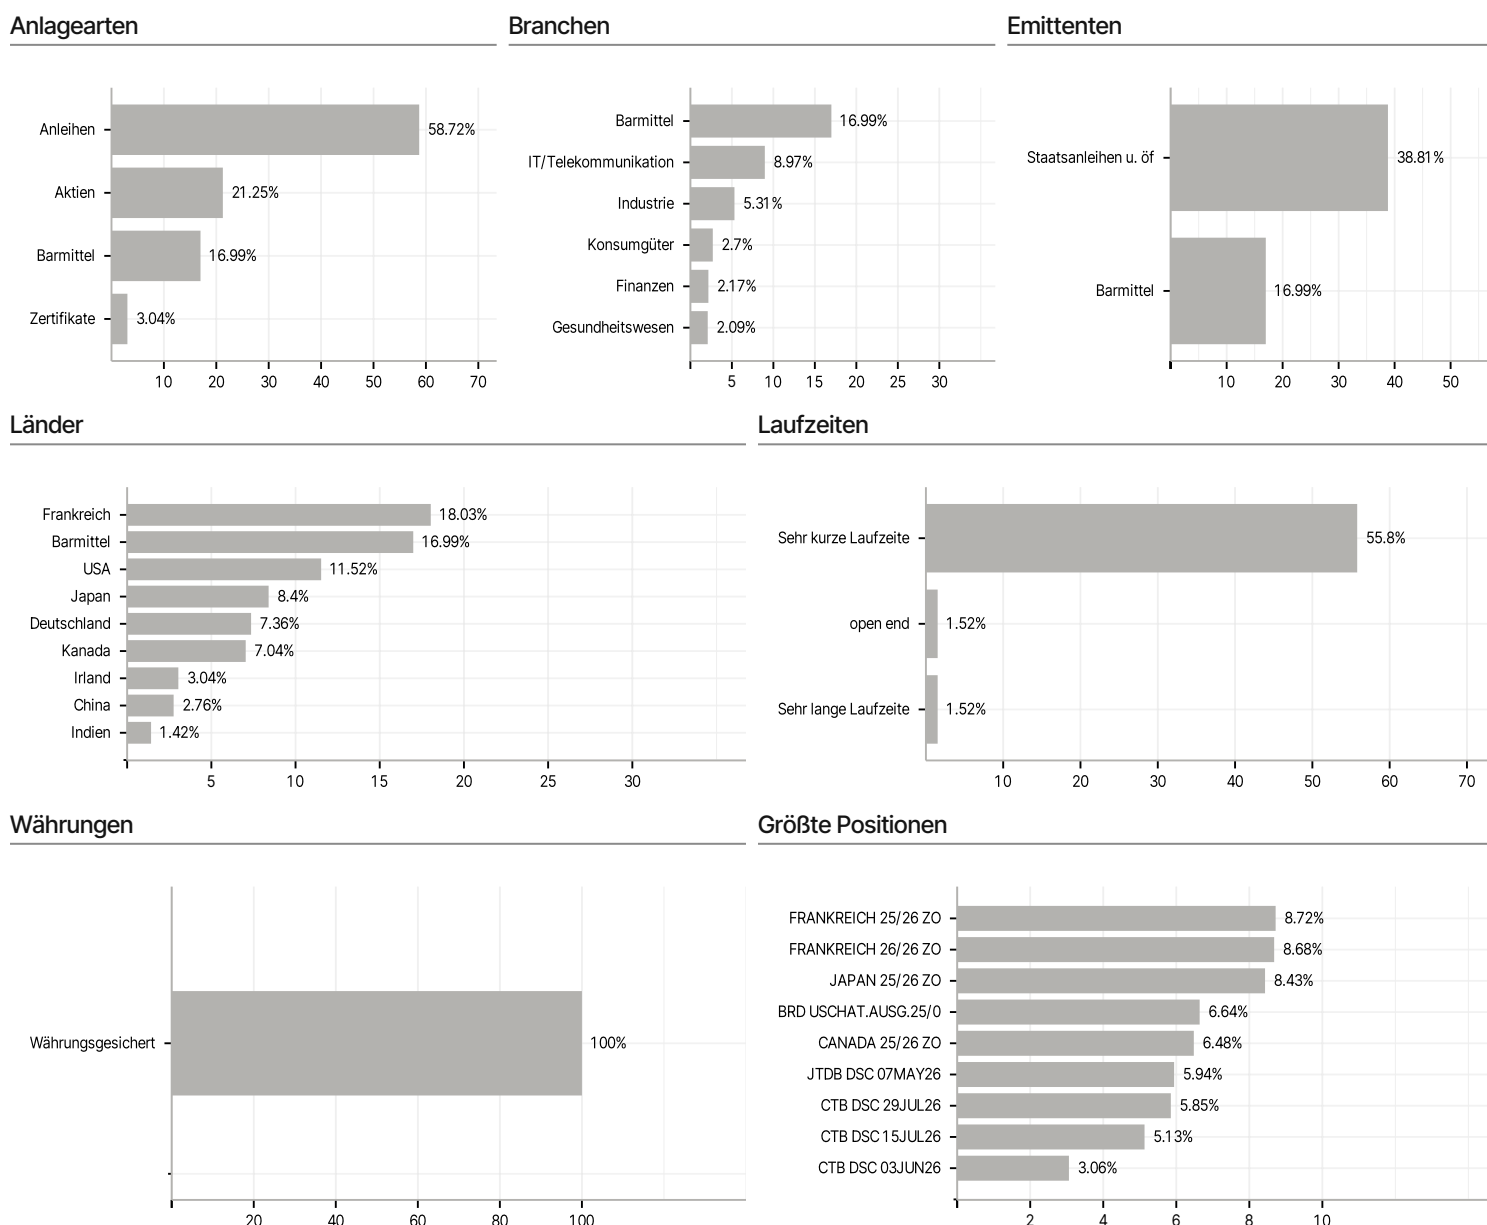 Anlagearten
Anleihen 58.72%
Aktien 21.25%
Barmittel 16.99%
Zertifikate 3.04%
10 20 30 40 50 60 70
Branchen
Barmittel 16.99%
IT/Telekommunikation 8.97%
Industrie 5.31%
Konsumgüter 2.7%
Finanzen 2.17%
Gesundheitswesen 2.09%
5 10 15 20 25 30
Emittenten
Staatsanleihen u. öf 38.81%
Barmittel 16.99%
10 20 30 40 50
Länder
Frankreich 18.03%
Barmittel 16.99%
USA 11.52%
Japan 8.4%
Deutschland 7.36%
Kanada 7.04%
Irland 3.04%
China 2.76%
Indien 1.42%
5 10 15 20 25 30
Laufzeiten
Sehr kurze Laufzeite 55.8%
open end 1.52%
Sehr lange Laufzeite 1.52%
10 20 30 40 50 60 70
Währungen
Währungsgesichert 100%
20 40 60 80 100
Größte Positionen
FRANKREICH 25/26 ZO 8.72%
FRANKREICH 26/26 ZO 8.68%
JAPAN 25/26 ZO 8.43%
BRD USCHAT.AUSG.25/0 6.64%
CANADA 25/26 ZO 6.48%
JTDB DSC 07MAY26 5.94%
CTB DSC 29JUL26 5.85%
CTB DSC 15JUL26 5.13%
CTB DSC 03JUN26 3.06%
2 4 6 8 10